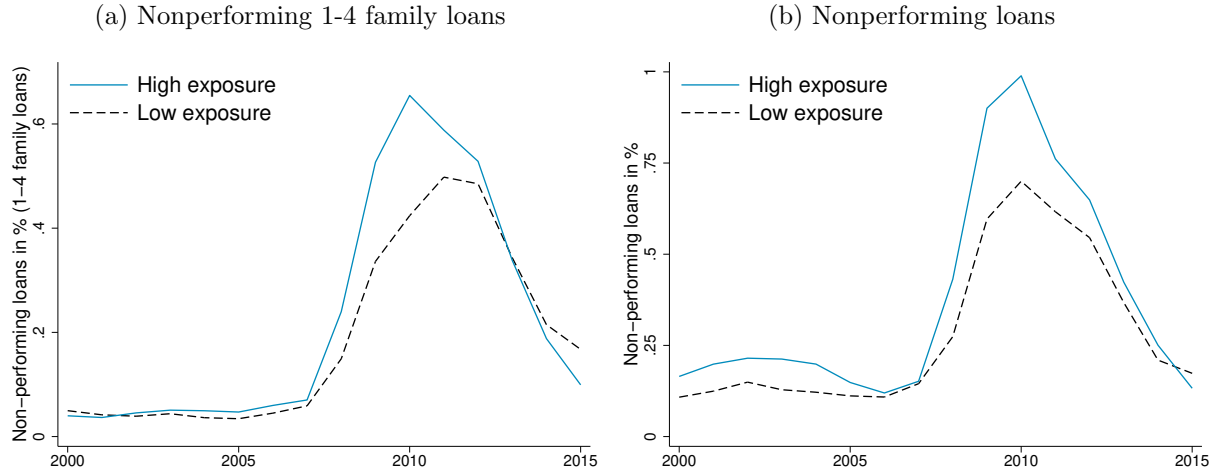 (a) Nonperforming 1-4 family loans
Non−performing loans in % (1−4 family loans)
0 .2 .4 .6
High exposure
Low exposure
2000 2005 2010 2015
(b) Nonperforming loans
Non−performing loans in %
0 .25 .5 .75 1
High exposure
Low exposure
2000 2005 2010 2015